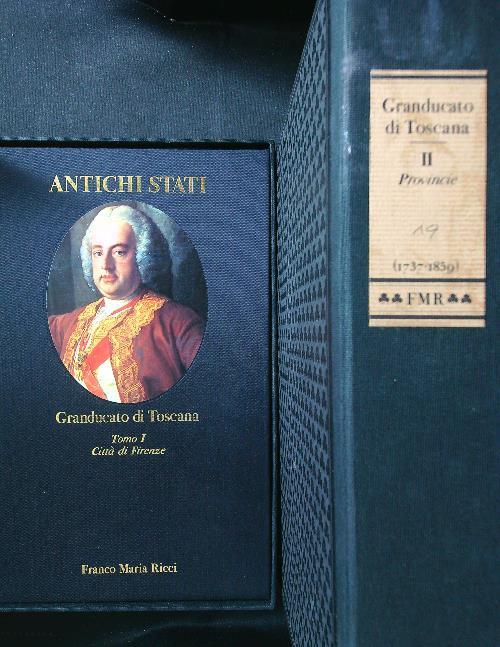 ANTICHI STATI
Granducato di Toscana
Tomo I
Città di Firenze
Franco Maria Ricci
Granducato
di Toscana
II
Provincie
19
(1737-1859)
FMR